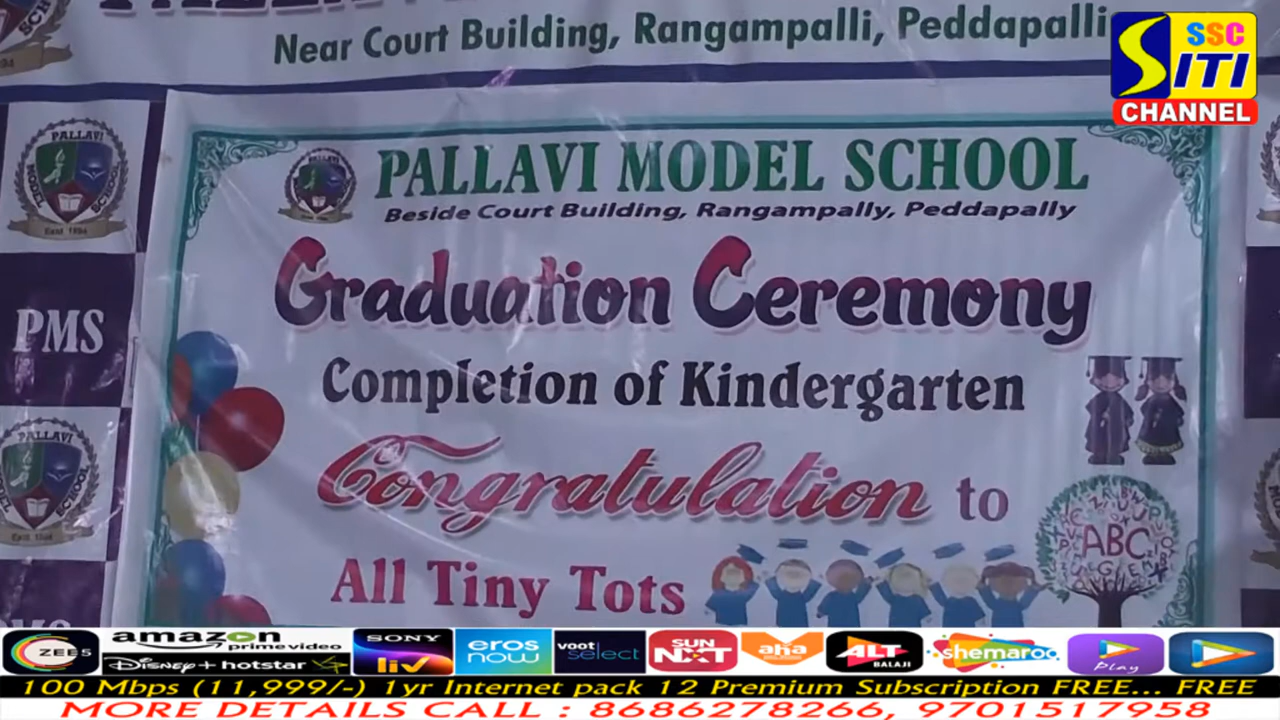 Near Court Building, Rangampalli, Peddapalli
SSC
SITI
CHANNEL
PALLAVI
MODEL SCHOOL
Estd. 1994
PALLAVI MODEL SCHOOL
Beside Court Building, Rangampally, Peddapally
Graduation Ceremony
PMS
Completion of Kindergarten
PALLAVI
MODEL SCHOOL
Congratulation to
ABC
All Tiny Tots
ZEE5
amazon
prime video
Disney+ hotstar
SONY
liv
eros
now
voot
select
SUN
NXT
aha
ALT
BALAJI
shemaroo
Play
100 Mbps (11,999/-) 1yr Internet pack 12 Premium Subscription FREE... FREE
MORE DETAILS CALL : 8686278266, 9701517958